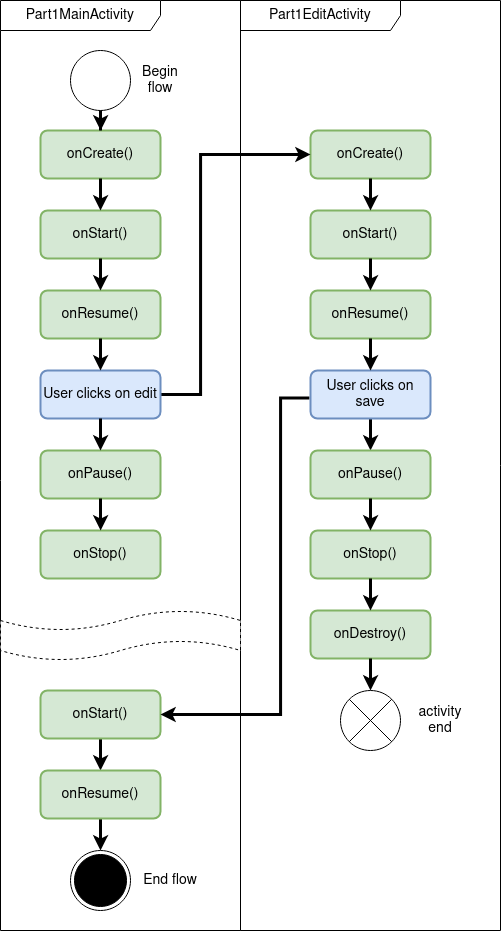 Part1MainActivity
Begin
flow
onCreate()
onStart()
onResume()
User clicks on edit
onPause()
onStop()
onStart()
onResume()
End flow
Part1EditActivity
onCreate()
onStart()
onResume()
User clicks on
save
onPause()
onStop()
onDestroy()
activity
end